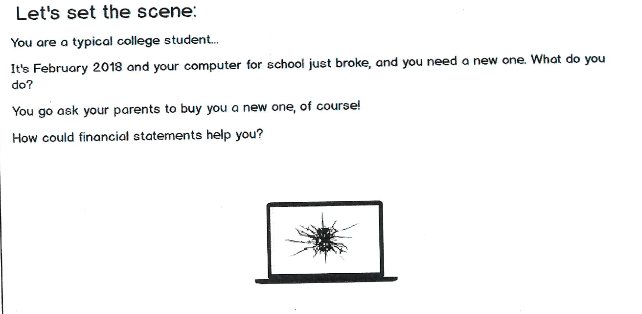 Let's set the scene:
You are a typical college student...
It's February 2018 and your computer for school just broke, and you need a new one. What do you
do?
You go ask your parents to buy you a new one, of course!
How could financial statements help you?